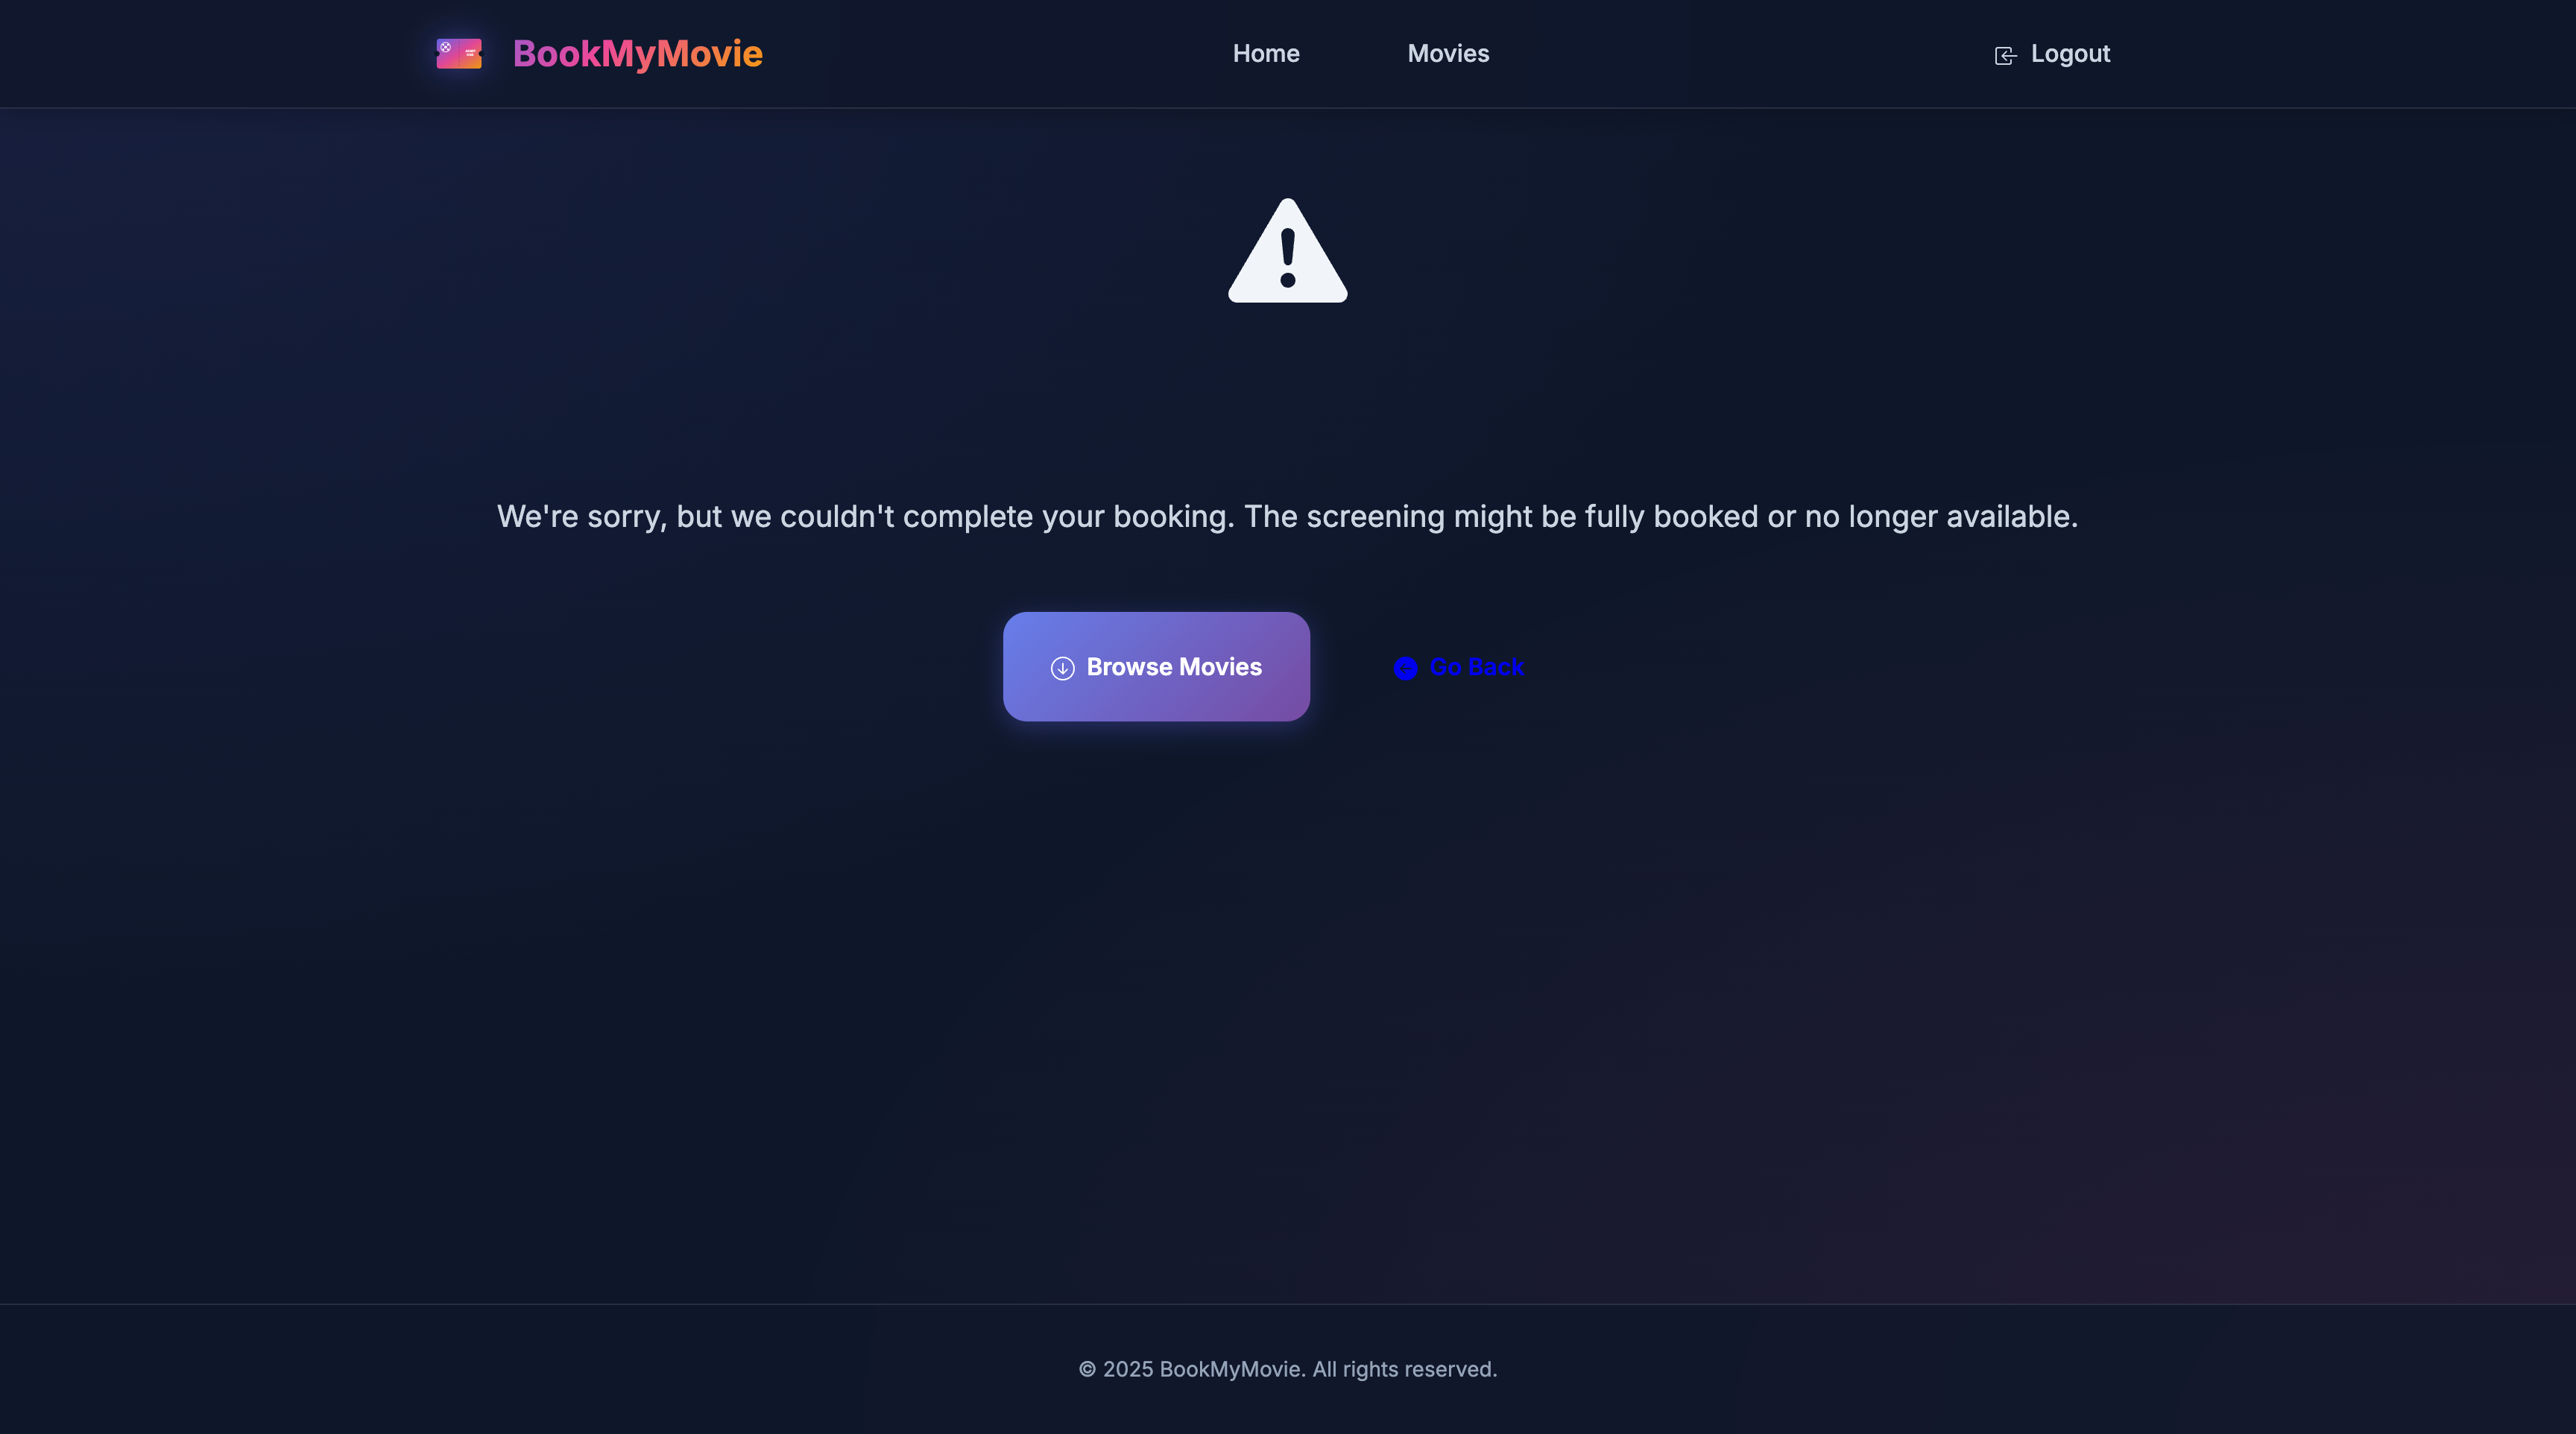 BookMyMovie
Home
Movies
Logout
We're sorry, but we couldn't complete your booking. The screening might be fully booked or no longer available.
Browse Movies
Go Back
© 2025 BookMyMovie. All rights reserved.